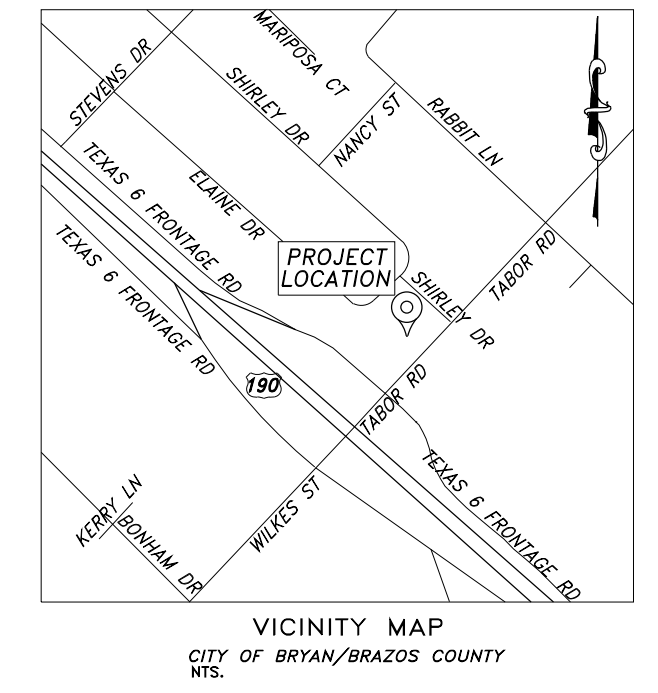 MARIPOSA CT
STEVENS DR
SHIRLEY DR
NANCY ST
RABBIT LN
TEXAS 6 FRONTAGE RD
ELAINE DR
TEXAS 6 FRONTAGE RD
PROJECT
LOCATION
TABOR RD
SHIRLEY DR
190
TABOR RD
TEXAS 6 FRONTAGE RD
KERRY LN
BONHAM DR
WILKES ST
VICINITY MAP
CITY OF BRYAN/BRAZOS COUNTY
NTS.